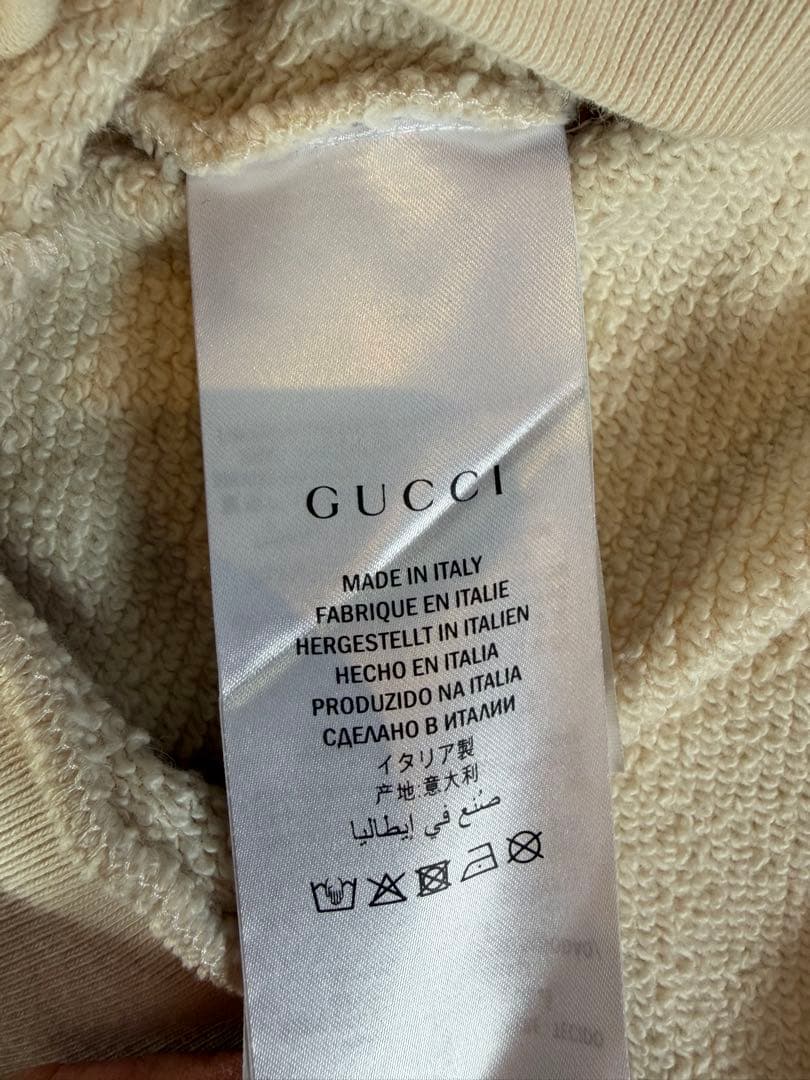 GUCCI
MADE IN ITALY
FABRIQUE EN ITALIE
HERGESTELLT IN ITALIEN
HECHO EN ITALIA
PRODUZIDO NA ITALIA
СДЕЛАНО В ИТАЛИИ
イタリア製
产地:意大利
صُنع في إيطاليا